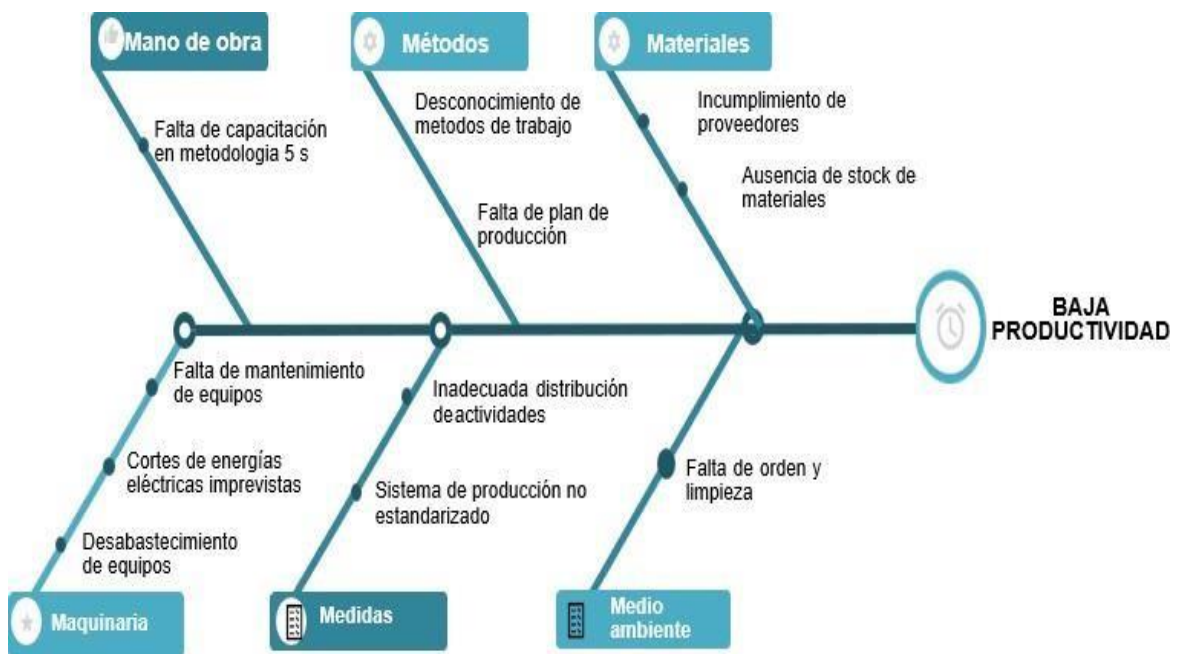 Mano de obra
Métodos
Materiales
Falta de capacitación
en metodologia 5 s
Desconocimiento de
metodos de trabajo
Falta de plan de
producción
Incumplimiento de
proveedores
Ausencia de stock de
materiales
BAJA
PRODUCTIVIDAD
Falta de mantenimiento
de equipos
Cortes de energías
eléctricas imprevistas
Desabastecimiento
de equipos
Inadecuada distribución
de actividades
Sistema de producción no
estandarizado
Falta de orden y
limpieza
Maquinaria
Medidas
Medio
ambiente